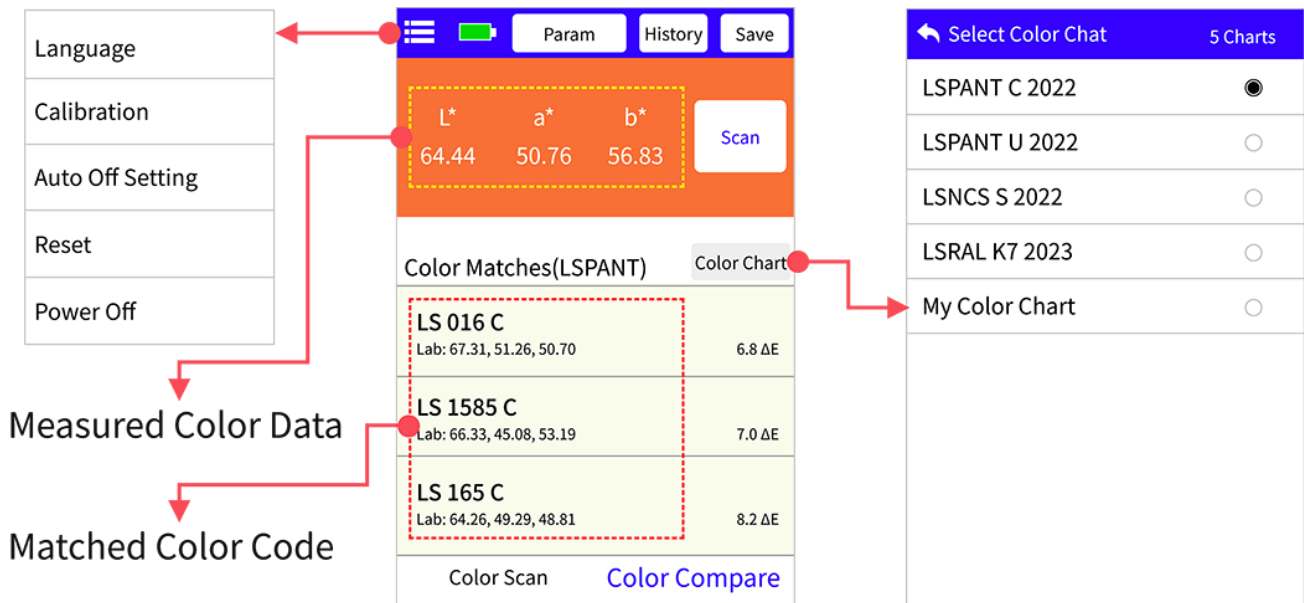 Language
Calibration
Auto Off Setting
Reset
Power Off
Measured Color Data
Matched Color Code
Param History Save
L* a* b*
64.44 50.76 56.83
Scan
Color Matches(LSPANT) Color Chart
LS 016 C
Lab: 67.31, 51.26, 50.70 6.8 ΔE
LS 1585 C
Lab: 66.33, 45.08, 53.19 7.0 ΔE
LS 165 C
Lab: 64.26, 49.29, 48.81 8.2 ΔE
Color Scan Color Compare
Select Color Chat 5 Charts
LSPANT C 2022
LSPANT U 2022
LSNCS S 2022
LSRAL K7 2023
My Color Chart